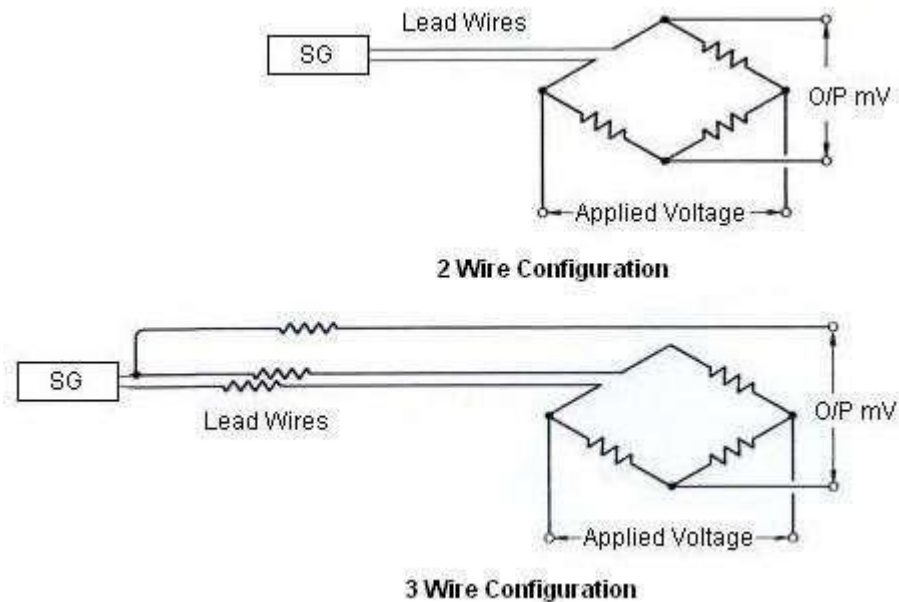 Lead Wires
SG
O/P mV
Applied Voltage
2 Wire Configuration
SG
Lead Wires
O/P mV
Applied Voltage
3 Wire Configuration